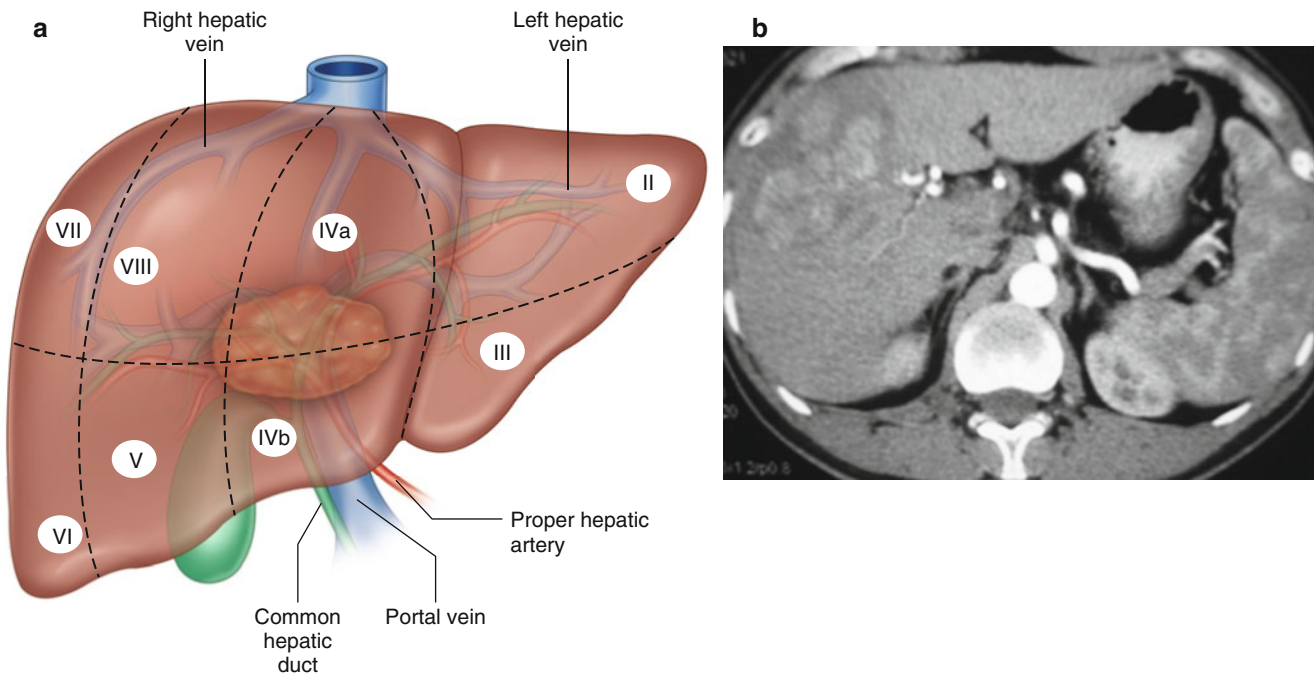 a
Right hepatic
vein
Left hepatic
vein
II
VII
IVa
VIII
III
IVb
V
VI
Proper hepatic
artery
Common
hepatic
duct
Portal vein
b